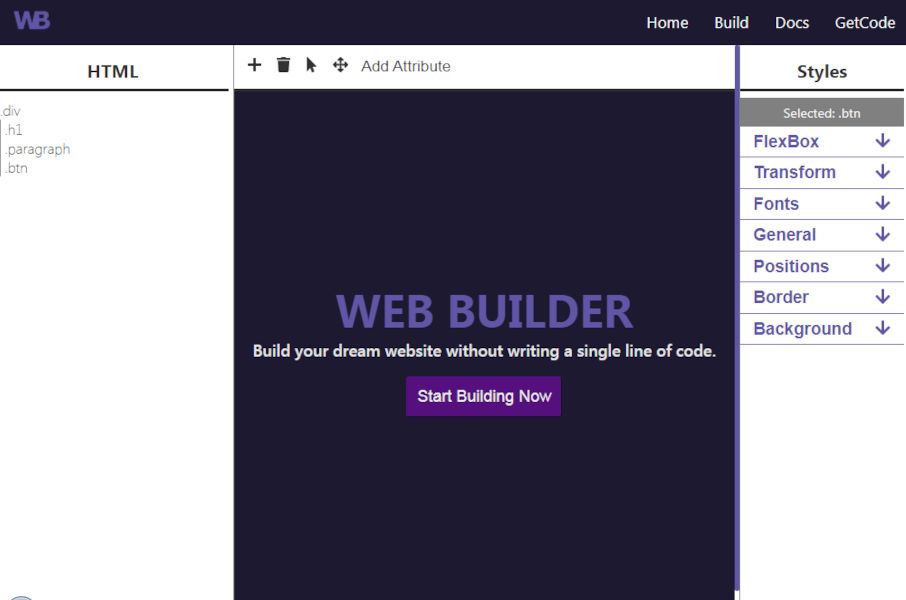 WB
Home Build Docs GetCode
HTML
.div
.h1
.paragraph
.btn
Add Attribute
WEB BUILDER
Build your dream website without writing a single line of code.
Start Building Now
Styles
Selected: .btn
FlexBox
Transform
Fonts
General
Positions
Border
Background